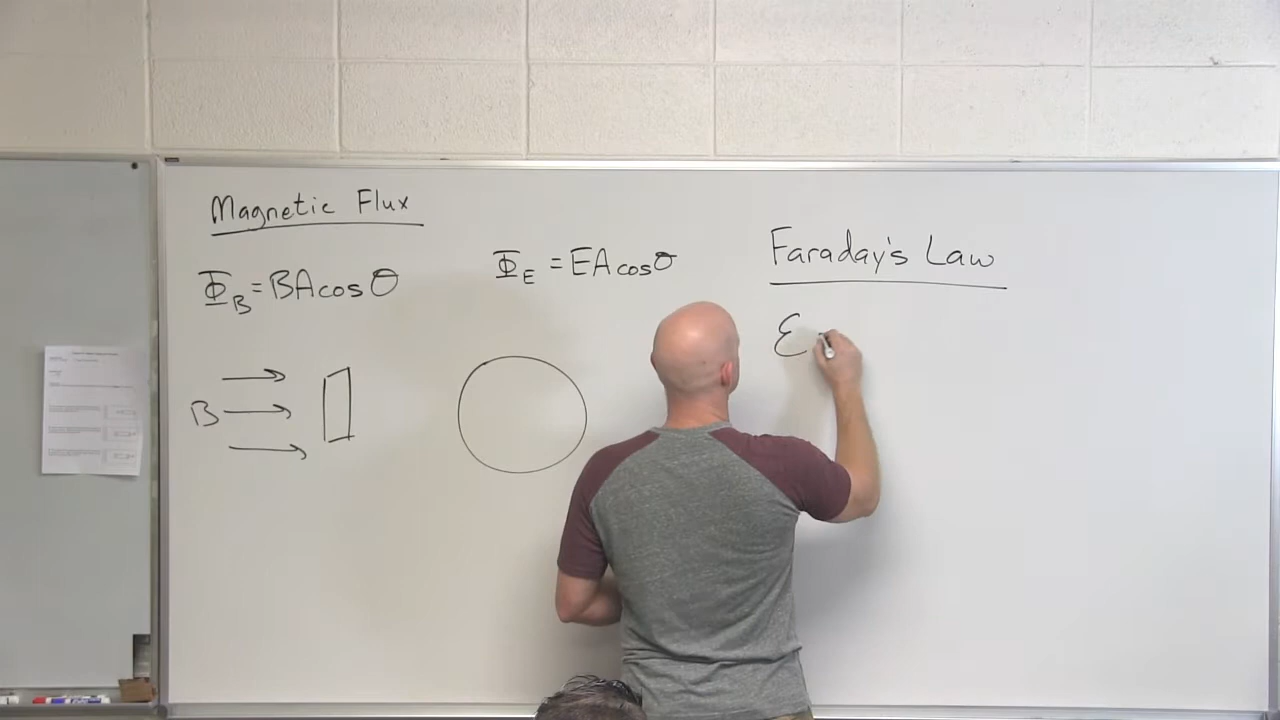 Magnetic Flux
Φ_B = BAcosθ
B
Φ_E = EAcosθ
Faraday's Law
ℰ